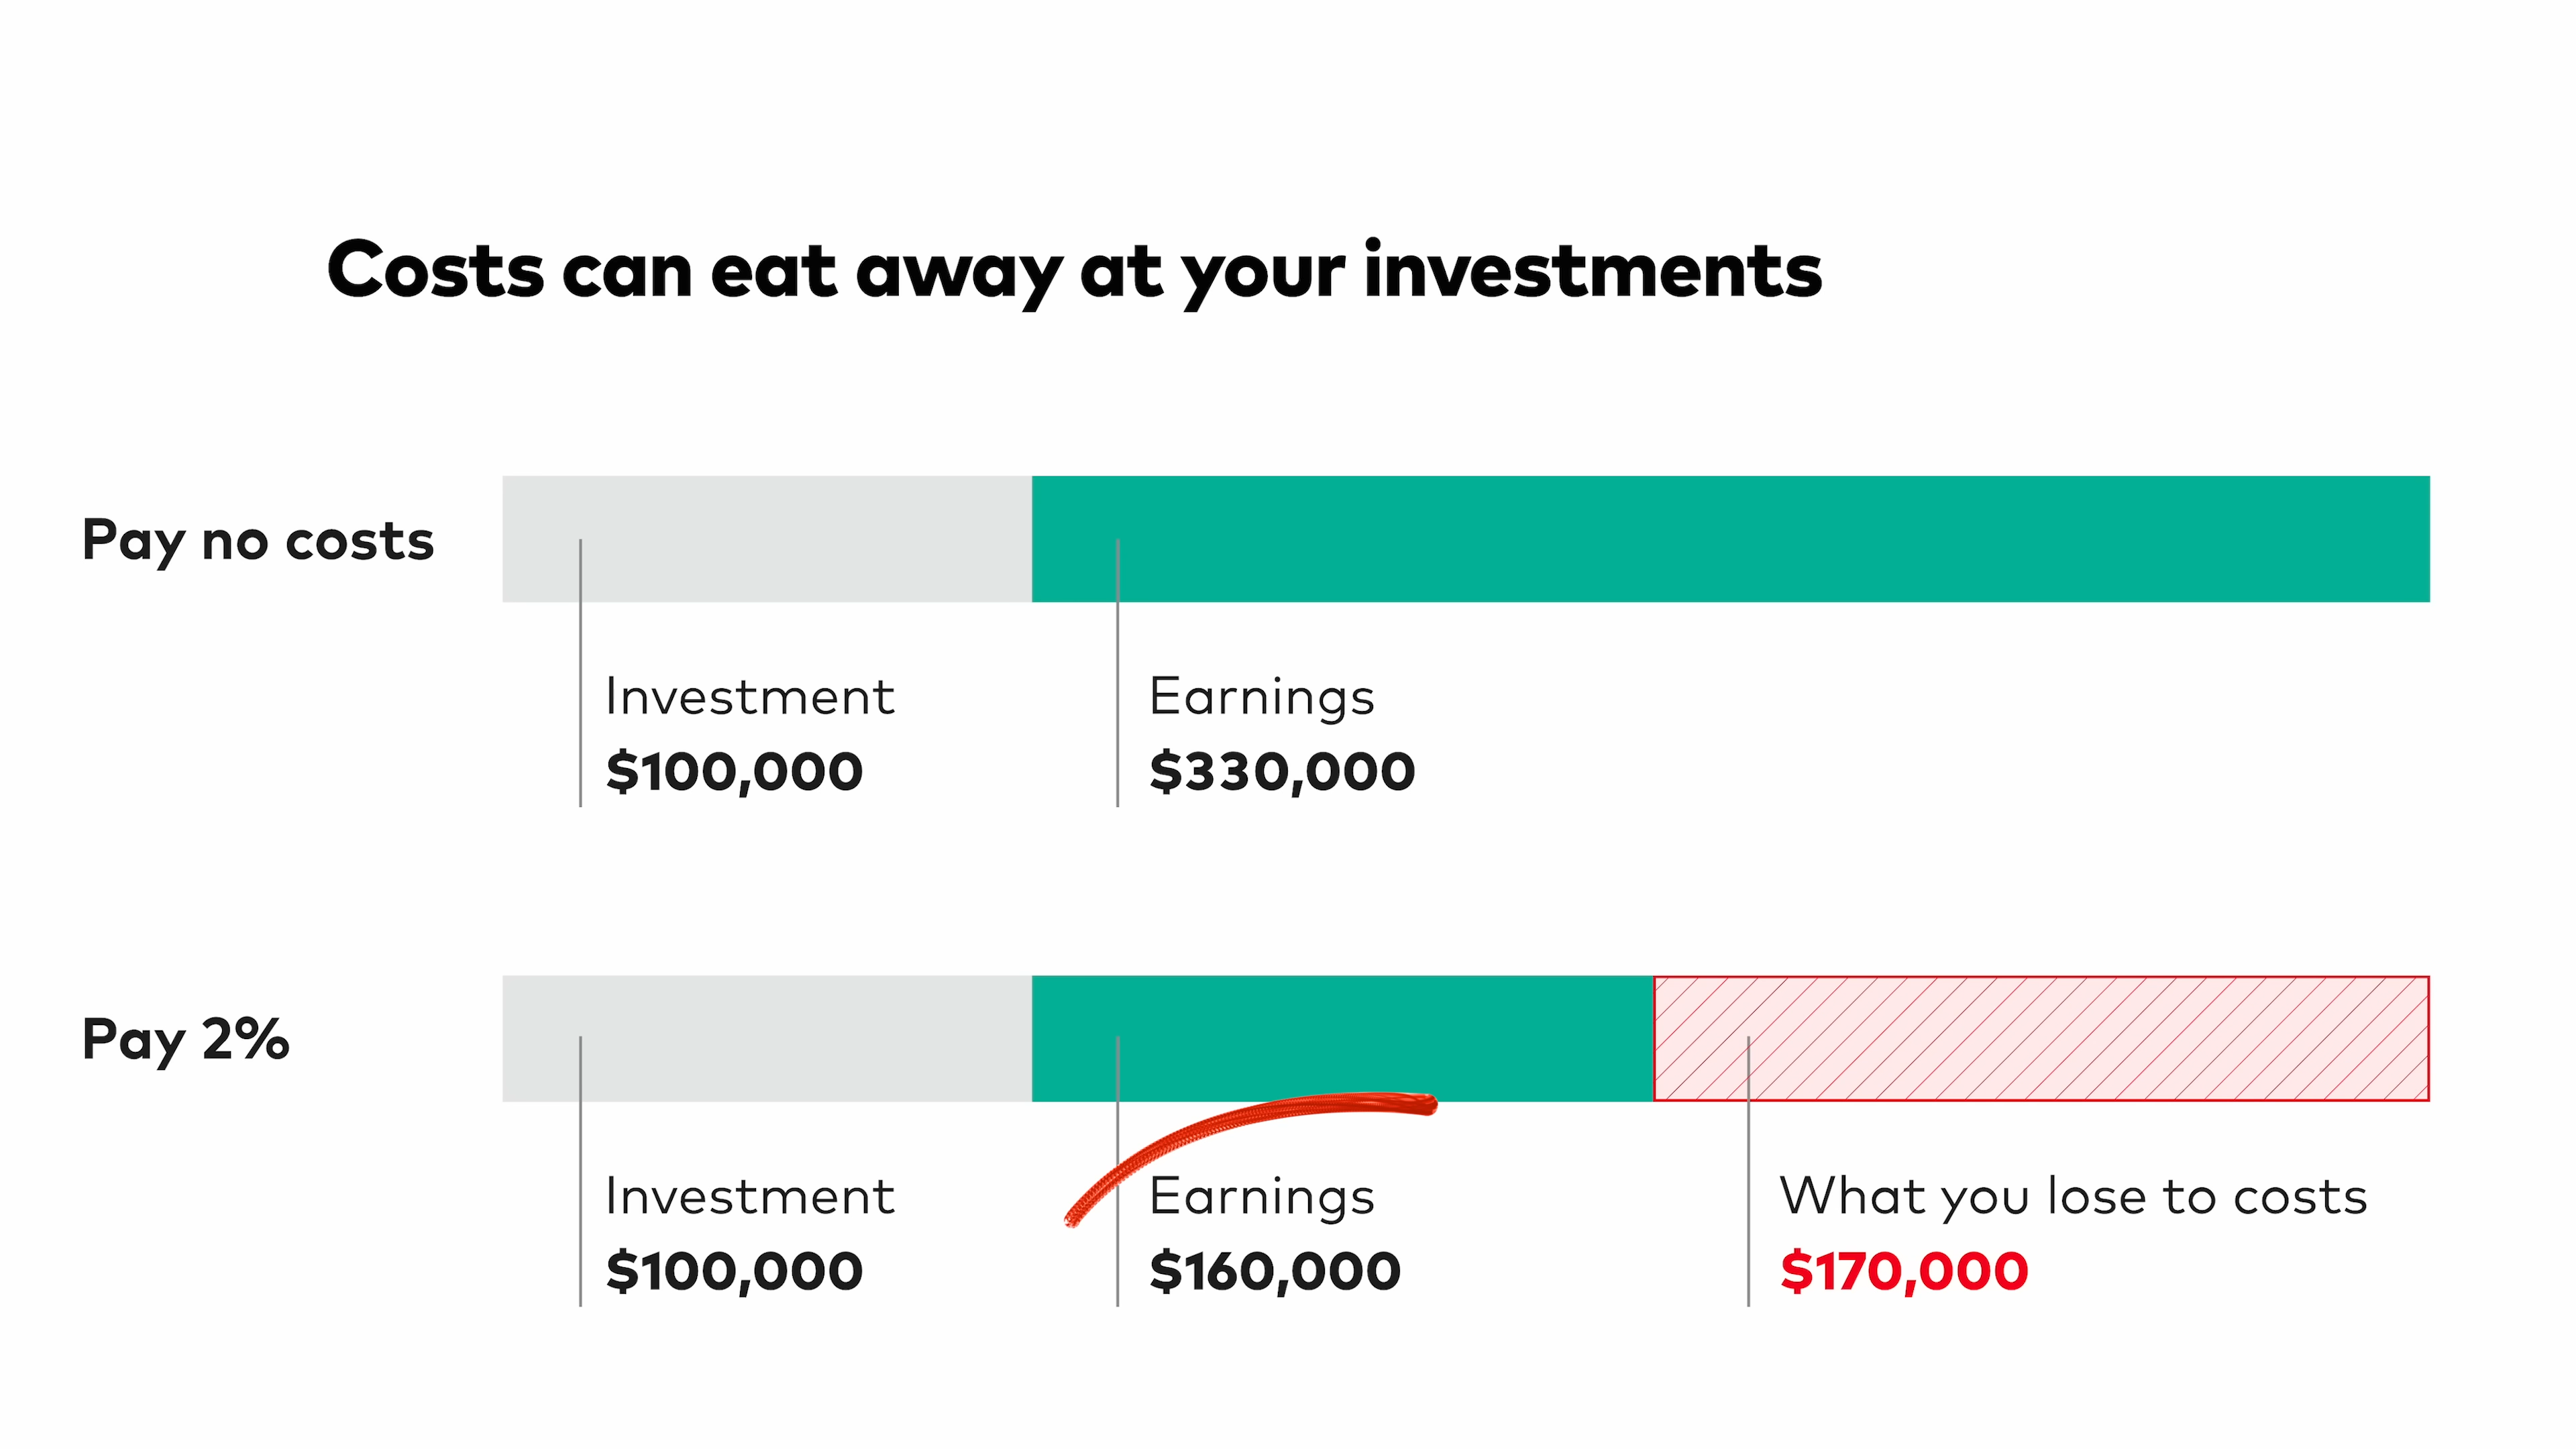 Costs can eat away at your investments
Pay no costs
Investment
$100,000
Earnings
$330,000
Pay 2%
Investment
$100,000
Earnings
$160,000
What you lose to costs
$170,000